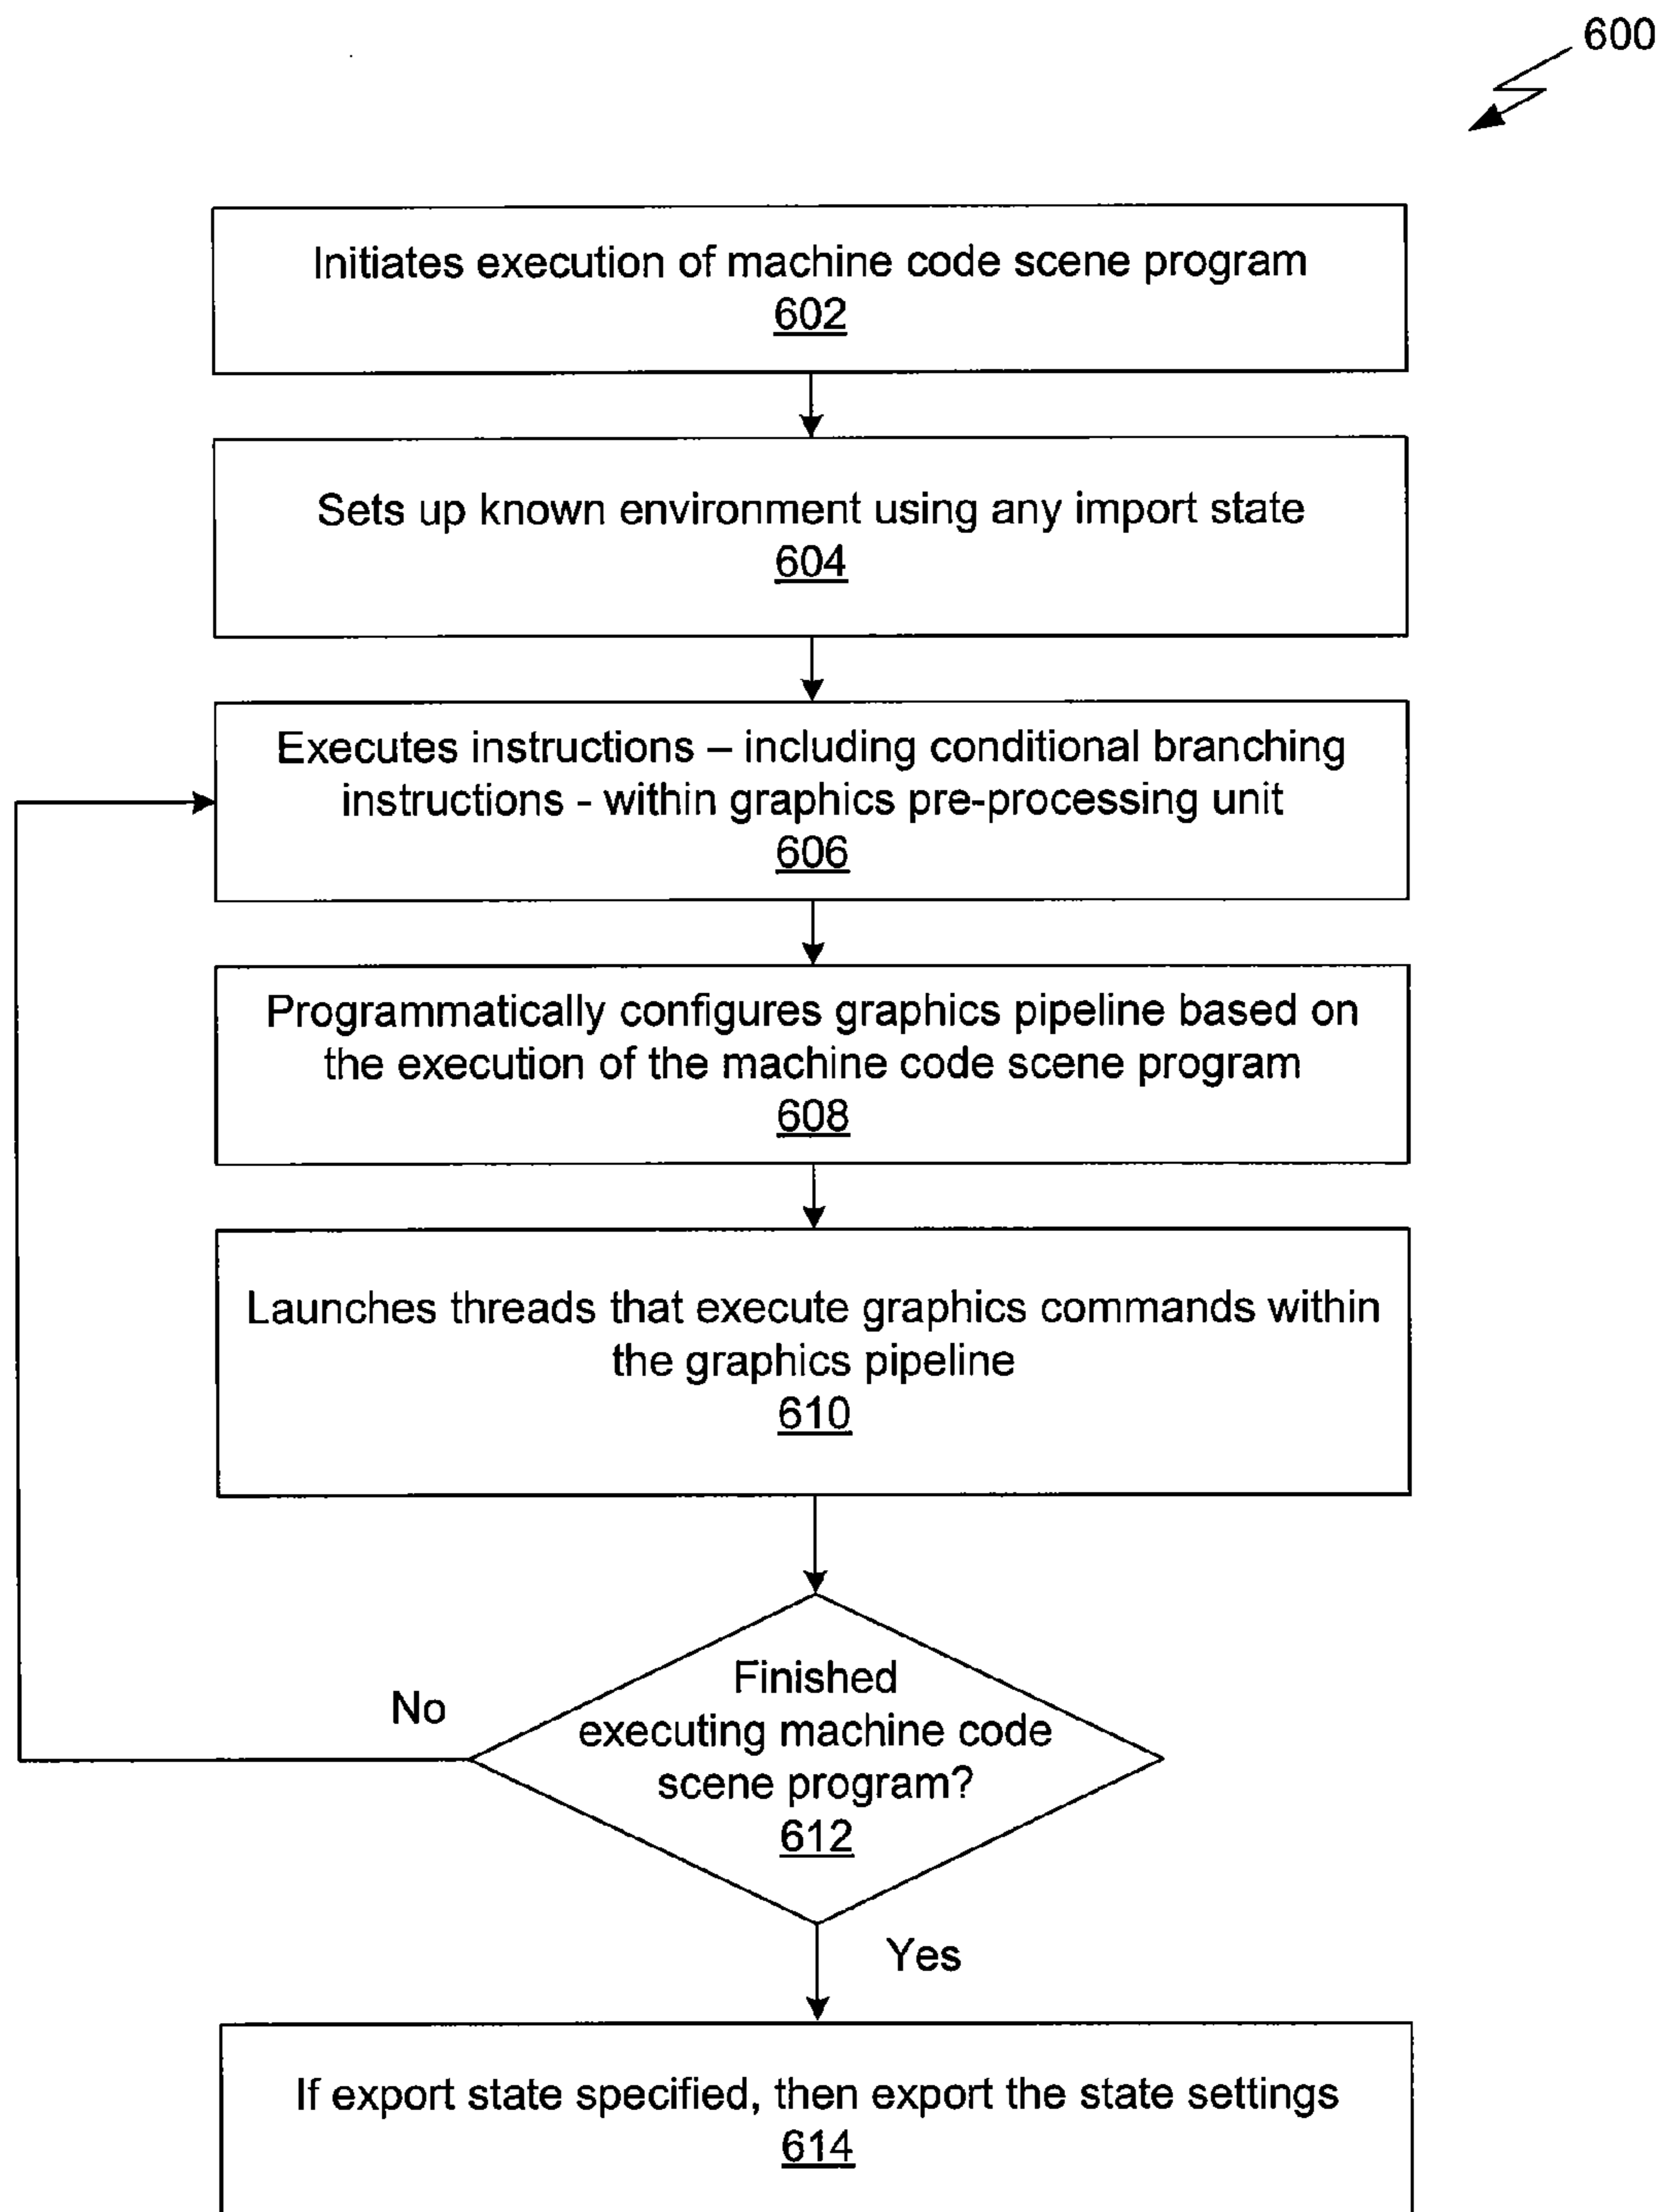 600
Initiates execution of machine code scene program
602
Sets up known environment using any import state
604
Executes instructions – including conditional branching
instructions - within graphics pre-processing unit
606
Programmatically configures graphics pipeline based on
the execution of the machine code scene program
608
Launches threads that execute graphics commands within
the graphics pipeline
610
Finished
executing machine code
scene program?
612
No
Yes
If export state specified, then export the state settings
614